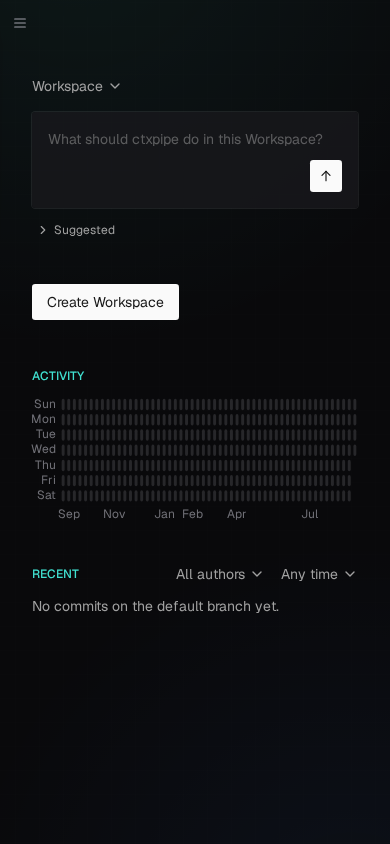 Workspace
What should ctxpipe do in this Workspace?
Suggested
Create Workspace
ACTIVITY
Sun
Mon
Tue
Wed
Thu
Fri
Sat
Sep Nov Jan Feb Apr Jul
RECENT All authors Any time
No commits on the default branch yet.